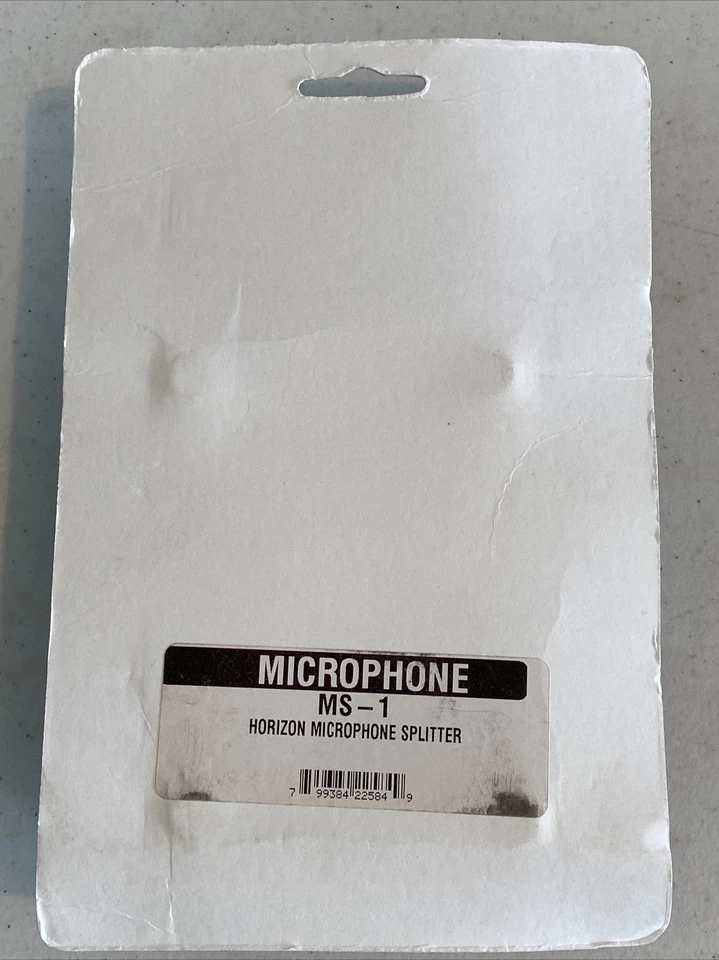 MICROPHONE
MS-1
HORIZON MICROPHONE SPLITTER
7 99384 22584 9